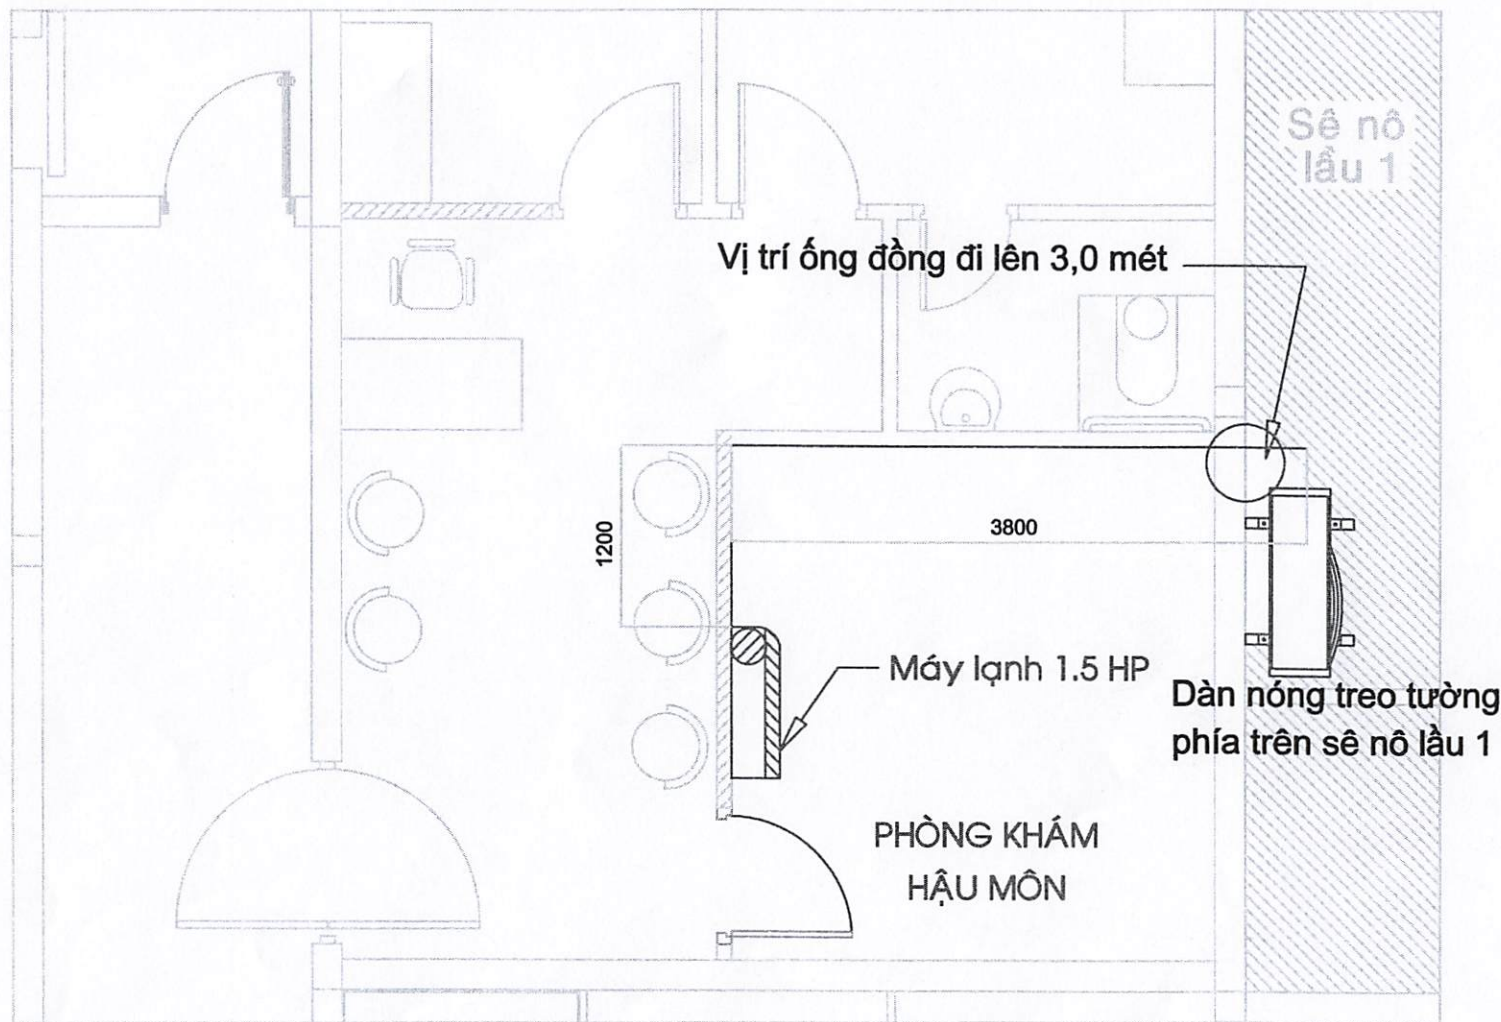 Sê nô
lầu 1
Vị trí ống đồng đi lên 3,0 mét
1200
3800
Máy lạnh 1.5 HP
Dàn nóng treo tường
phía trên sê nô lầu 1
PHÒNG KHÁM
HẬU MÔN